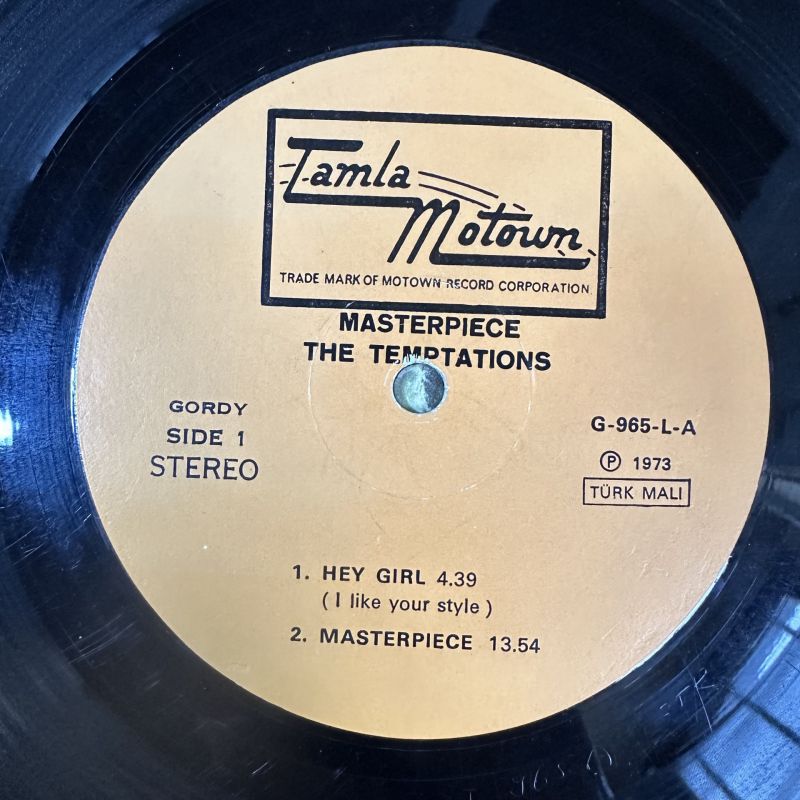 Tamla
Motown
TRADE MARK OF MOTOWN RECORD CORPORATION
MASTERPIECE
THE TEMPTATIONS
GORDY
SIDE 1
STEREO
G-965-L-A
℗ 1973
TÜRK MALI
1. HEY GIRL 4.39
(I like your style)
2. MASTERPIECE 13.54